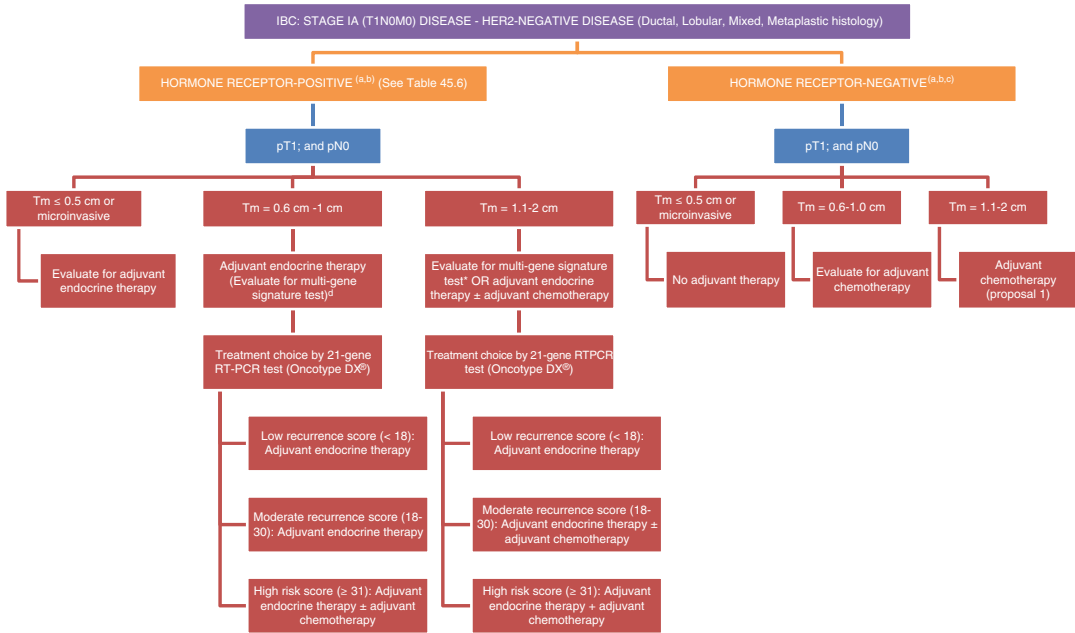 IBC: STAGE IA (T1N0M0) DISEASE - HER2-NEGATIVE DISEASE (Ductal, Lobular, Mixed, Metaplastic histology)
HORMONE RECEPTOR-POSITIVE (a,b) (See Table 45.6)
HORMONE RECEPTOR-NEGATIVE(a,b,c)
pT1; and pN0
pT1; and pN0
Tm ≤ 0.5 cm or
microinvasive
Tm = 0.6 cm -1 cm
Tm = 1.1-2 cm
Tm ≤ 0.5 cm or
microinvasive
Tm = 0.6-1.0 cm
Tm = 1.1-2 cm
Evaluate for adjuvant
endocrine therapy
Adjuvant endocrine therapy
(Evaluate for multi-gene
signature test)d
Evaluate for multi-gene signature
test* OR adjuvant endocrine
therapy ± adjuvant chemotherapy
No adjuvant therapy
Evaluate for adjuvant
chemotherapy
Adjuvant
chemotherapy
(proposal 1)
Treatment choice by 21-gene
RT-PCR test (Oncotype DX®)
Treatment choice by 21-gene RTPCR
test (Oncotype DX®)
Low recurrence score (< 18):
Adjuvant endocrine therapy
Low recurrence score (< 18):
Adjuvant endocrine therapy
Moderate recurrence score (18-
30): Adjuvant endocrine therapy
Moderate recurrence score (18-
30): Adjuvant endocrine therapy ±
adjuvant chemotherapy
High risk score (≥ 31): Adjuvant
endocrine therapy ± adjuvant
chemotherapy
High risk score (≥ 31): Adjuvant
endocrine therapy + adjuvant
chemotherapy